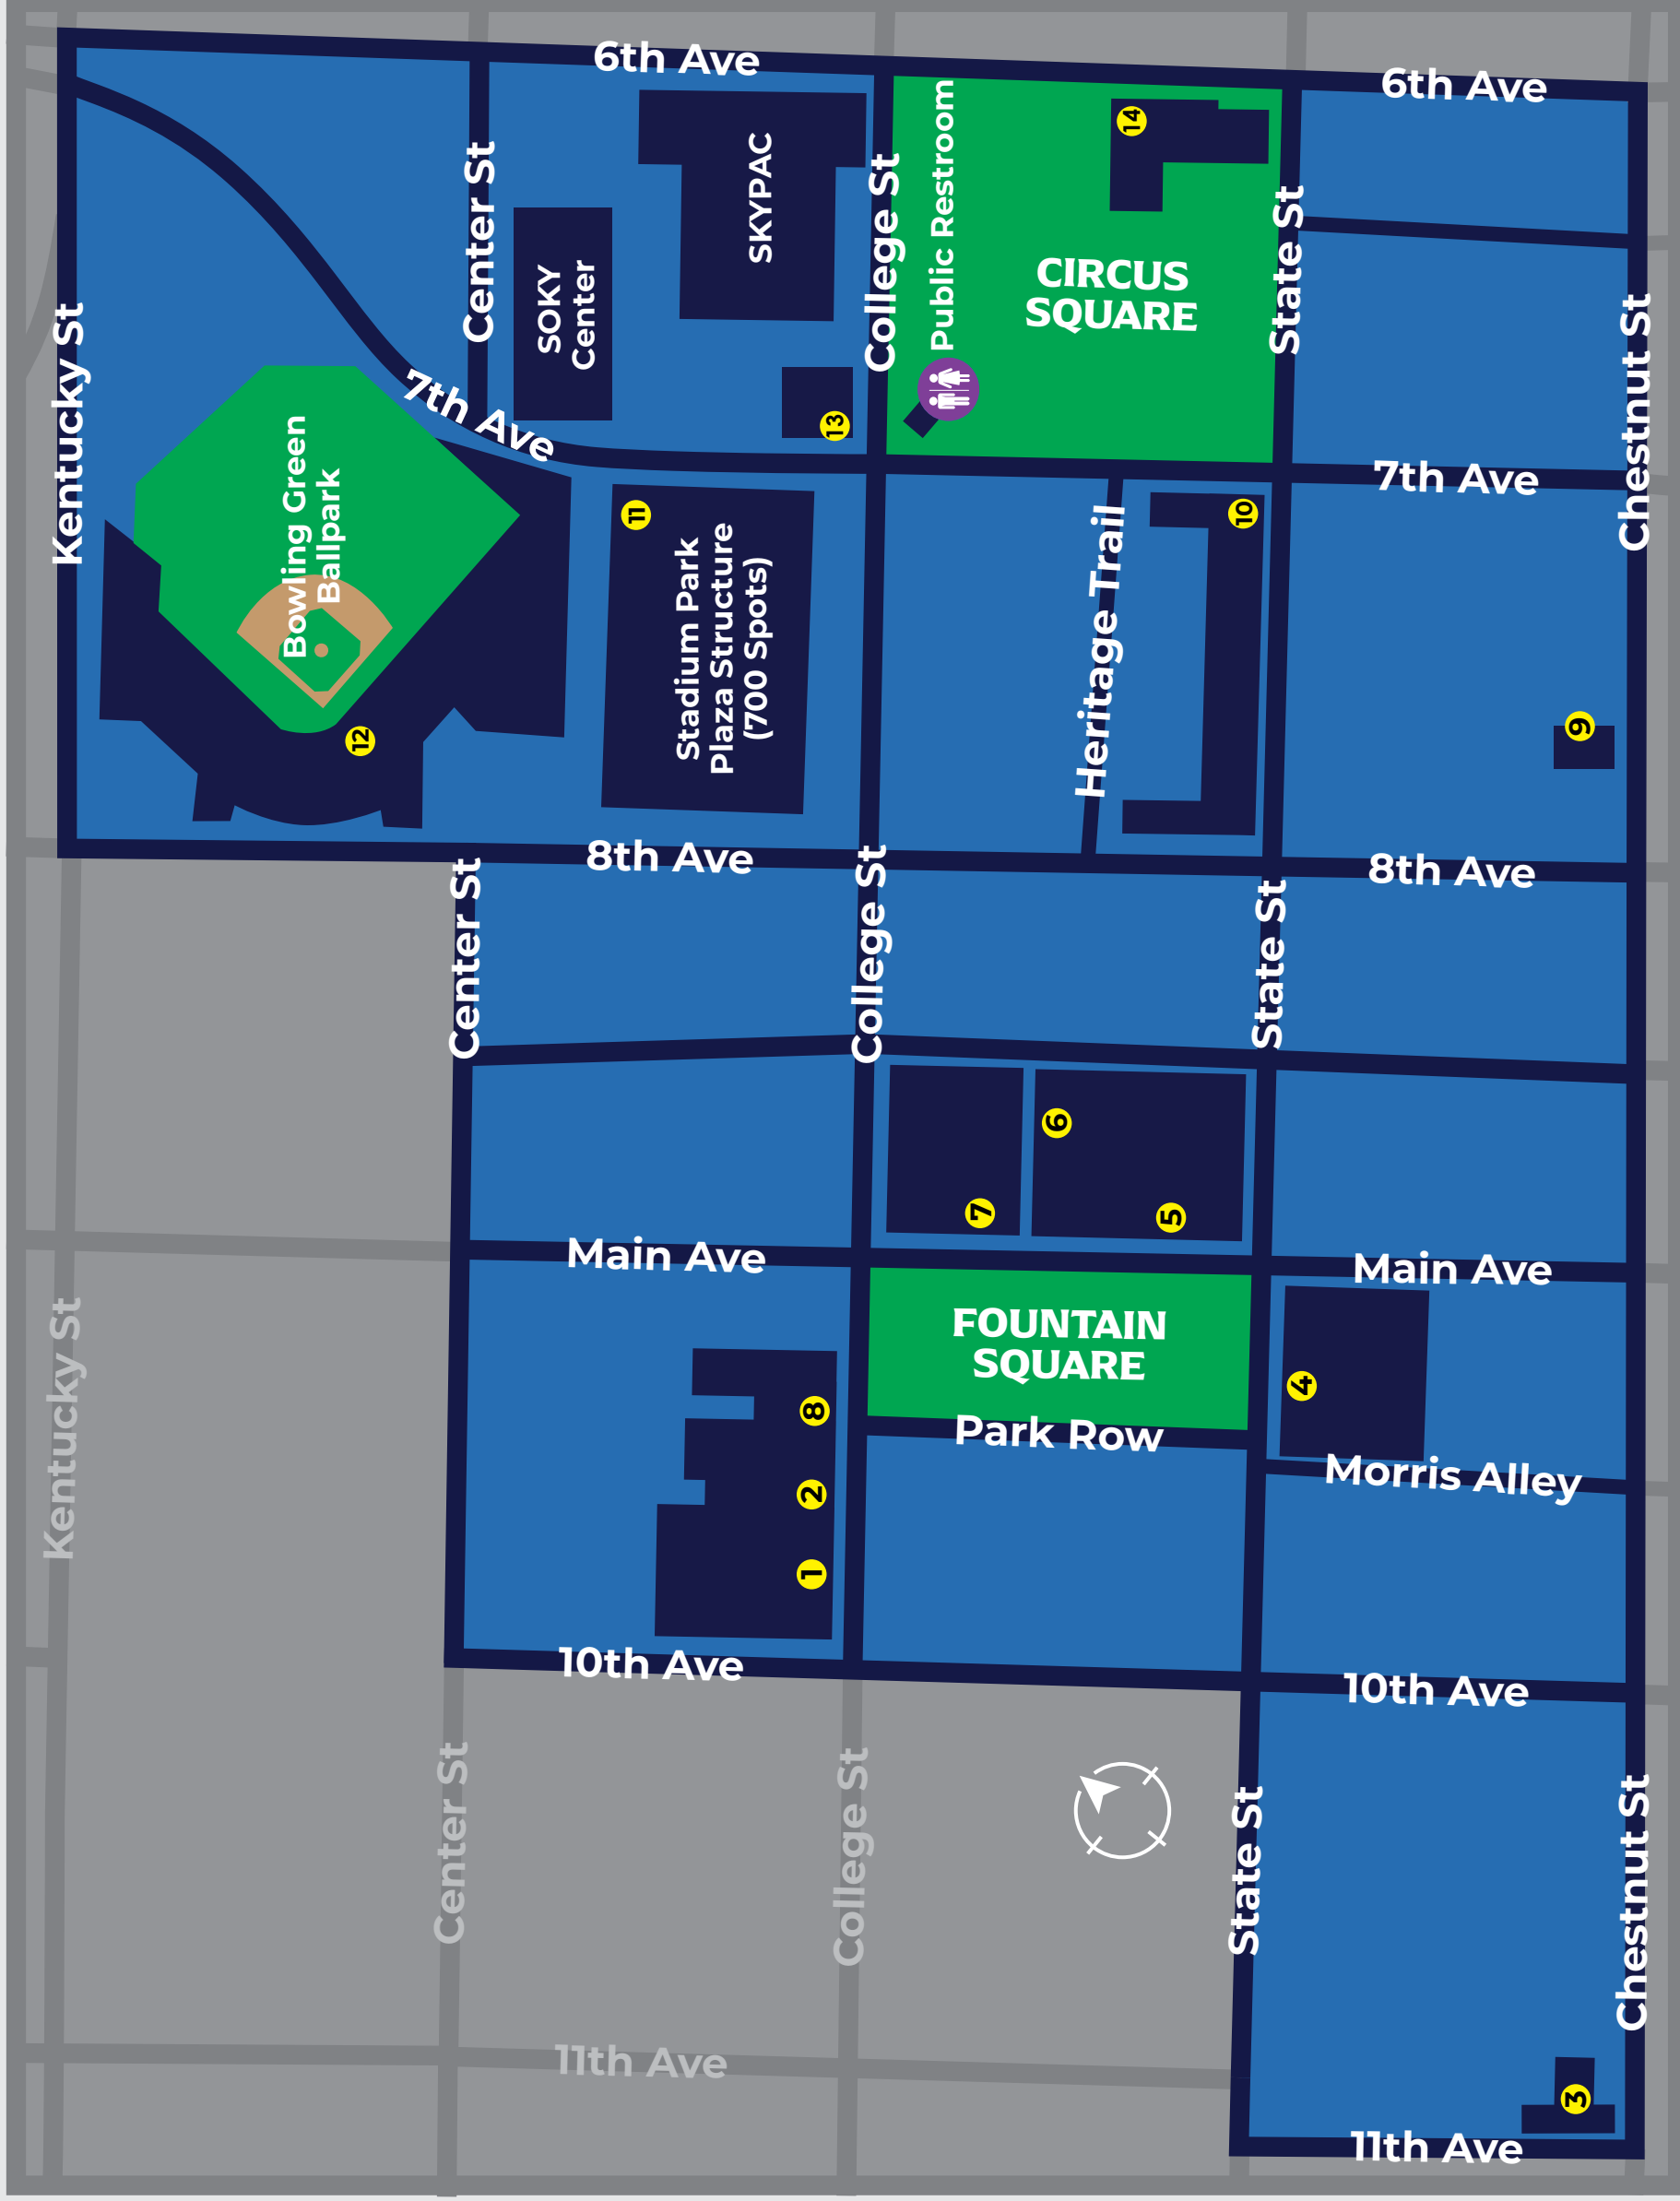 6th Ave
6th Ave
Kentucky St
Center St
SKYPAC
SOKY
Center
College St
Public Restroom
14
CIRCUS
SQUARE
State St
Chestnut St
7th Ave
13
7th Ave
Bowling Green
Ballpark
12
11
Stadium Park
Plaza Structure
(700 Spots)
Heritage Trail
10
9
8th Ave
8th Ave
Center St
College St
State St
7
6
5
Main Ave
Main Ave
FOUNTAIN
SQUARE
4
Park Row
Morris Alley
8
2
1
Kentucky St
10th Ave
10th Ave
Center St
College St
State St
Chestnut St
11th Ave
3
11th Ave